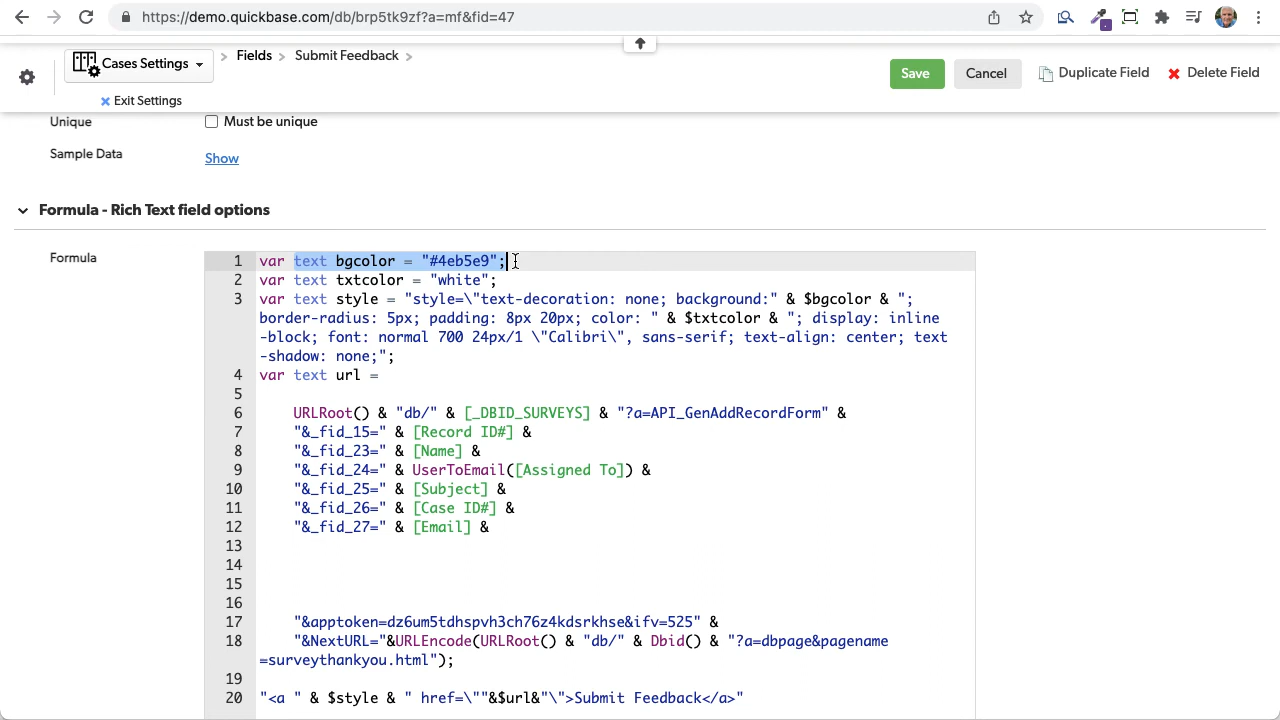 https://demo.quickbase.com/db/brp5tk9zf?a=mf&fid=47
Cases Settings
Fields
Submit Feedback
Save
Cancel
Duplicate Field
Delete Field
Exit Settings
Unique
Must be unique
Sample Data
Show
Formula - Rich Text field options
Formula
1 var text bgcolor = "#4eb5e9";
2 var text txtcolor = "white";
3 var text style = "style=\"text-decoration: none; background:" & $bgcolor & ";
border-radius: 5px; padding: 8px 20px; color: " & $txtcolor & "; display: inline
-block; font: normal 700 24px/1 \"Calibri\", sans-serif; text-align: center; text
-shadow: none;";
4 var text url =
5
6 URLRoot() & "db/" & [_DBID_SURVEYS] & "?a=API_GenAddRecordForm" &
7 "&_fid_15=" & [Record ID#] &
8 "&_fid_23=" & [Name] &
9 "&_fid_24=" & UserToEmail([Assigned To]) &
10 "&_fid_25=" & [Subject] &
11 "&_fid_26=" & [Case ID#] &
12 "&_fid_27=" & [Email] &
13
14
15
16
17 "&apptoken=dz6um5tdhspvh3ch76z4kdsrkhse&ifv=525" &
18 "&NextURL="&URLEncode(URLRoot() & "db/" & Dbid() & "?a=dbpage&pagename
=surveythankyou.html");
19
20 "<a " & $style & " href=\""&$url&"\">Submit Feedback</a>"